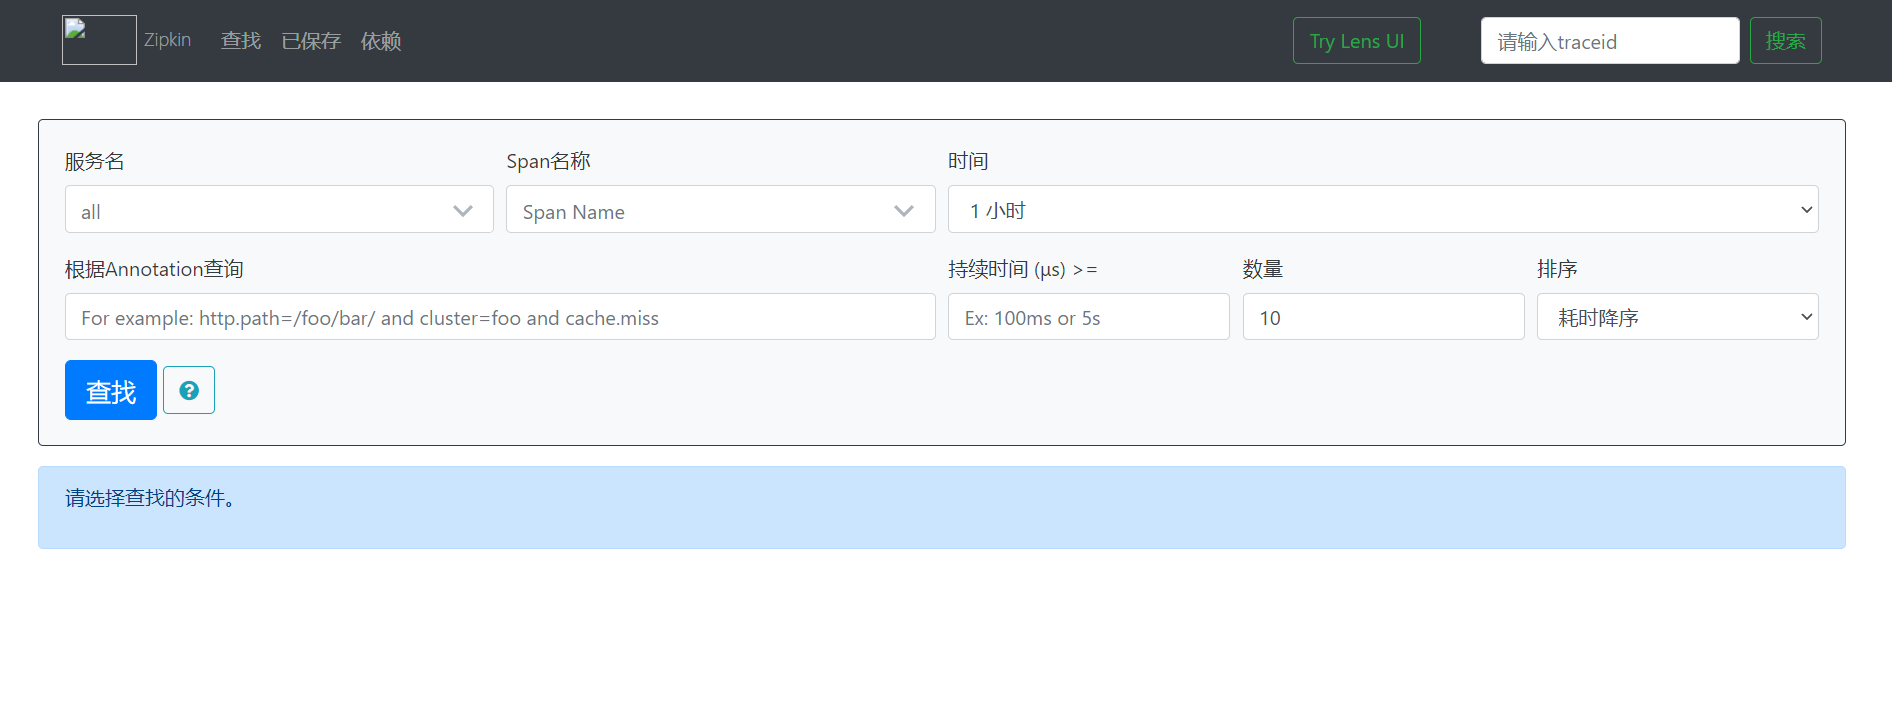 Zipkin 查找 已保存 依赖 Try Lens UI 请输入traceid 搜索
服务名 Span名称 时间
all Span Name 1 小时
根据Annotation查询 持续时间 (μs) >= 数量 排序
For example: http.path=/foo/bar/ and cluster=foo and cache.miss Ex: 100ms or 5s 10 耗时降序
查找 ?
请选择查找的条件。